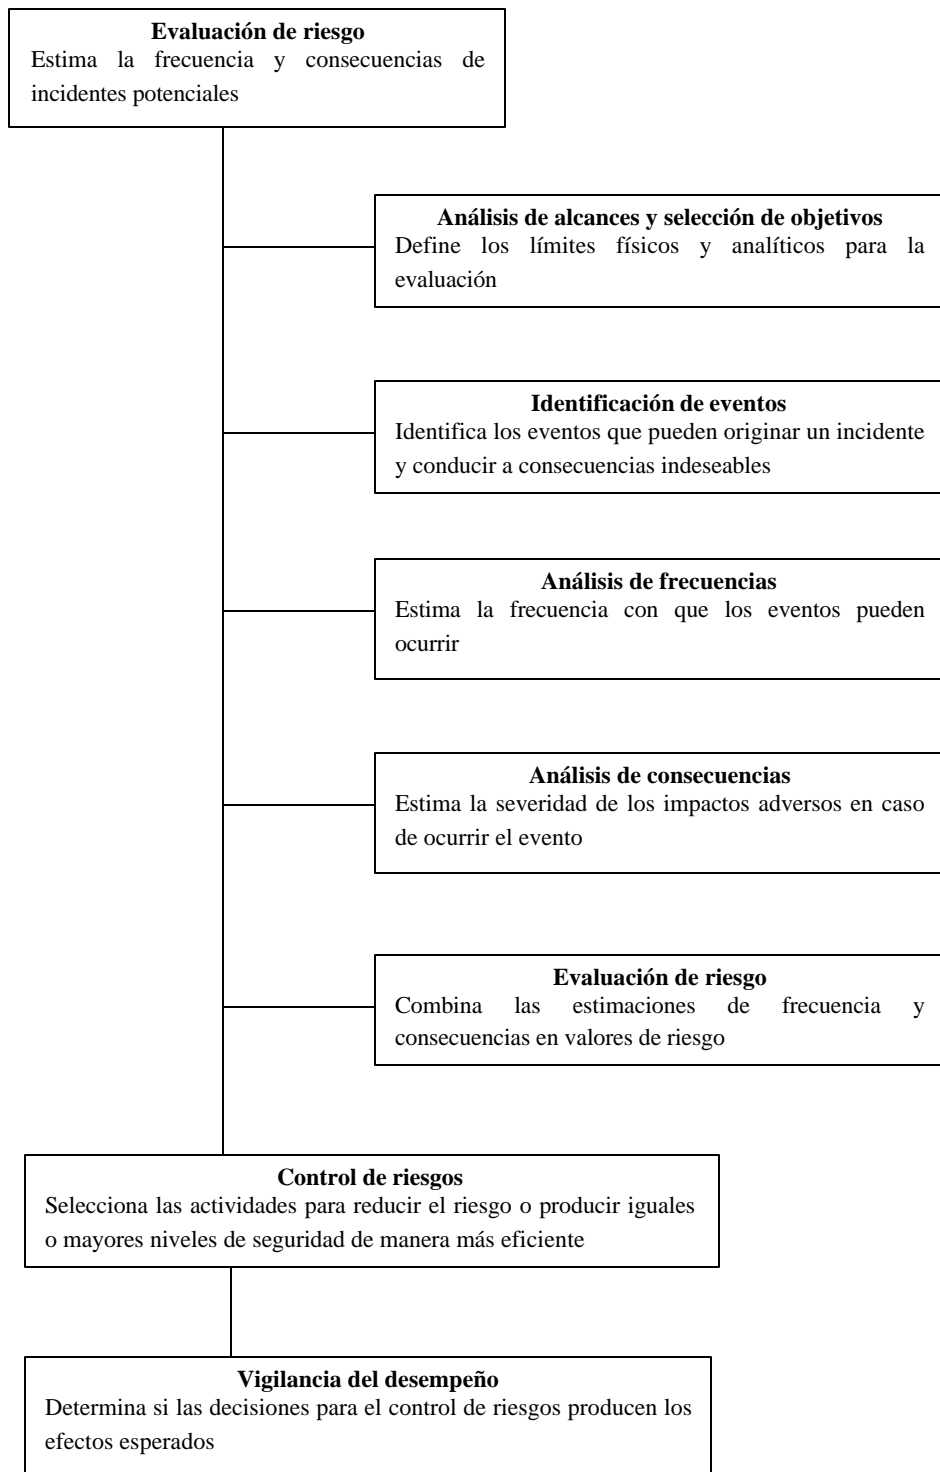 Evaluación de riesgo
Estima la frecuencia y consecuencias de
incidentes potenciales
Análisis de alcances y selección de objetivos
Define los límites físicos y analíticos para la
evaluación
Identificación de eventos
Identifica los eventos que pueden originar un incidente
y conducir a consecuencias indeseables
Análisis de frecuencias
Estima la frecuencia con que los eventos pueden
ocurrir
Análisis de consecuencias
Estima la severidad de los impactos adversos en caso
de ocurrir el evento
Evaluación de riesgo
Combina las estimaciones de frecuencia y
consecuencias en valores de riesgo
Control de riesgos
Selecciona las actividades para reducir el riesgo o producir iguales
o mayores niveles de seguridad de manera más eficiente
Vigilancia del desempeño
Determina si las decisiones para el control de riesgos producen los
efectos esperados